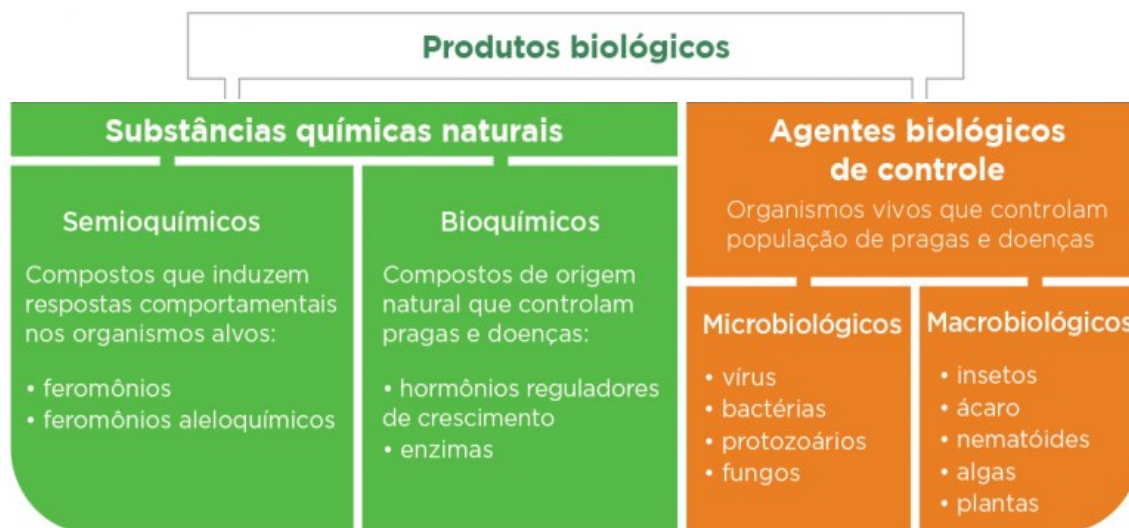 Produtos biológicos
Substâncias químicas naturais
Semioquímicos
Compostos que induzem
respostas comportamentais
nos organismos alvos:
• feromônios
• feromônios aleloquímicos
Bioquímicos
Compostos de origem
natural que controlam
pragas e doenças:
• hormônios reguladores
de crescimento
• enzimas
Agentes biológicos
de controle
Organismos vivos que controlam
população de pragas e doenças
Microbiológicos
• vírus
• bactérias
• protozoários
• fungos
Macrobiológicos
• insetos
• ácaro
• nematóides
• algas
• plantas